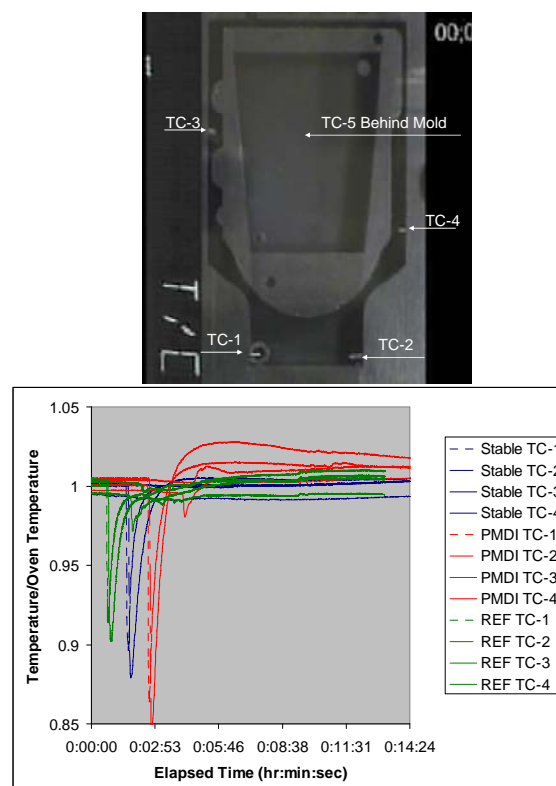 00;0
TC-3
TC-5 Behind Mold
TC-4
T/C
TC-1
TC-2
1.05
1
0.95
0.9
0.85
Temperature/Oven Temperature
0:00:00 0:02:53 0:05:46 0:08:38 0:11:31 0:14:24
Elapsed Time (hr:min:sec)
Stable TC-1
Stable TC-2
Stable TC-3
Stable TC-4
PMDI TC-1
PMDI TC-2
PMDI TC-3
PMDI TC-4
REF TC-1
REF TC-2
REF TC-3
REF TC-4